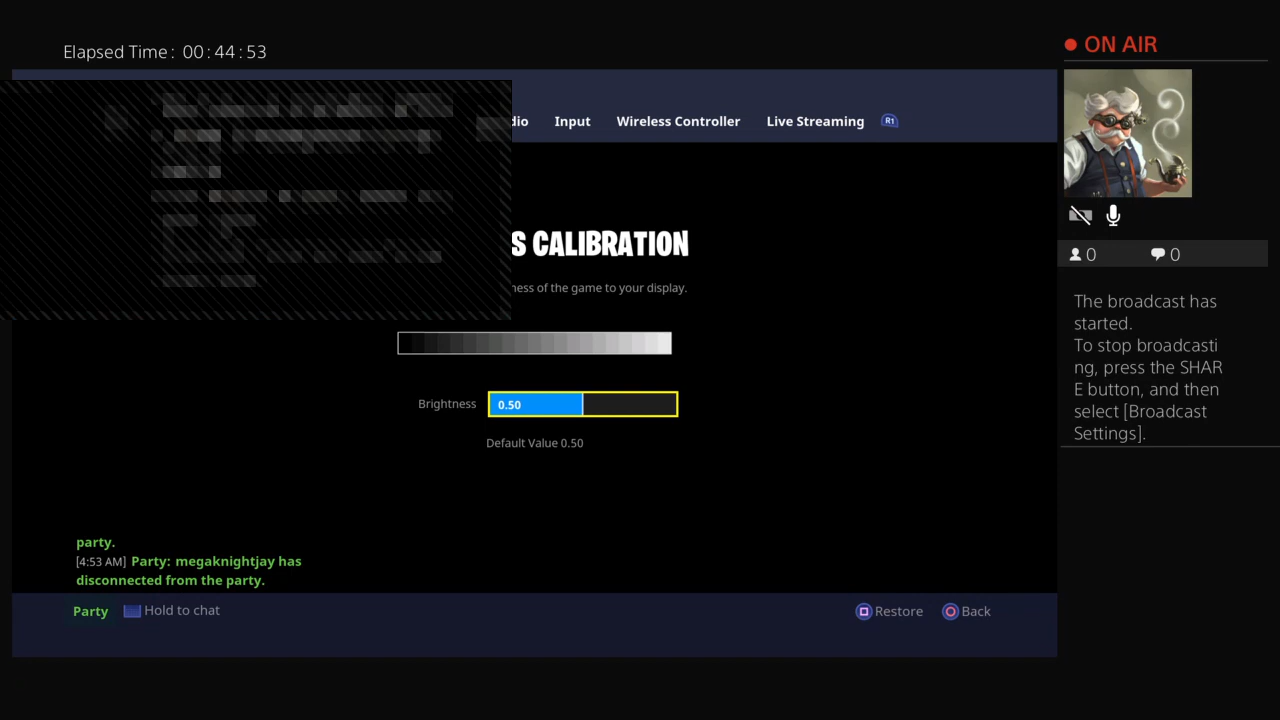 Elapsed Time: 00:44:53
ON AIR
Input Wireless Controller Live Streaming R1
CALIBRATION
of the game to your display.
Brightness 0.50
Default Value 0.50
party.
[4:53 AM] Party: megaknightjay has
disconnected from the party.
Party Hold to chat
Restore Back
0 0
The broadcast has
started.
To stop broadcasti
ng, press the SHAR
E button, and then
select [Broadcast
Settings].